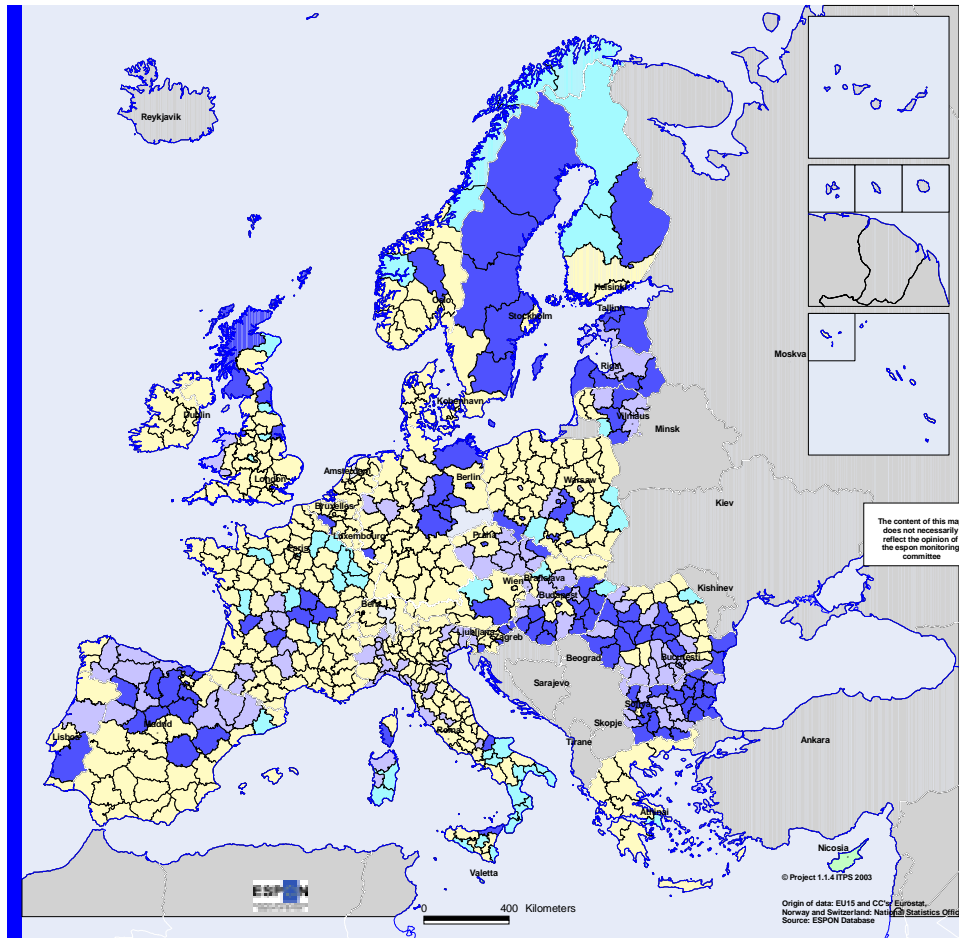 Reykjavik
Oslo
Helsinki
Tallinn
Stockholm
Moskva
Riga
Kobenhavn
Vilniaus
Minsk
Dublin
London
Amsterdam
Berlin
Warsaw
Kiev
Bruxelles
Luxembourg
Praha
Paris
The content of this map
does not necessarily
reflect the opinion of
the espon monitoring
committee
Wien
Bratislava
Kishinev
Budapest
Bern
Ljubljana
Zagreb
Beograd
Bucuresti
Sarajevo
Sofia
Madrid
Roma
Skopje
Lisboa
Tirane
Ankara
Athinai
Nicosia
Valetta
© Project 1.1.4 ITPS 2003
ESPON
0 400 Kilometers
Origin of data: EU15 and CC's Eurostat,
Norway and Switzerland: National Statistics Offic
Source: ESPON Database